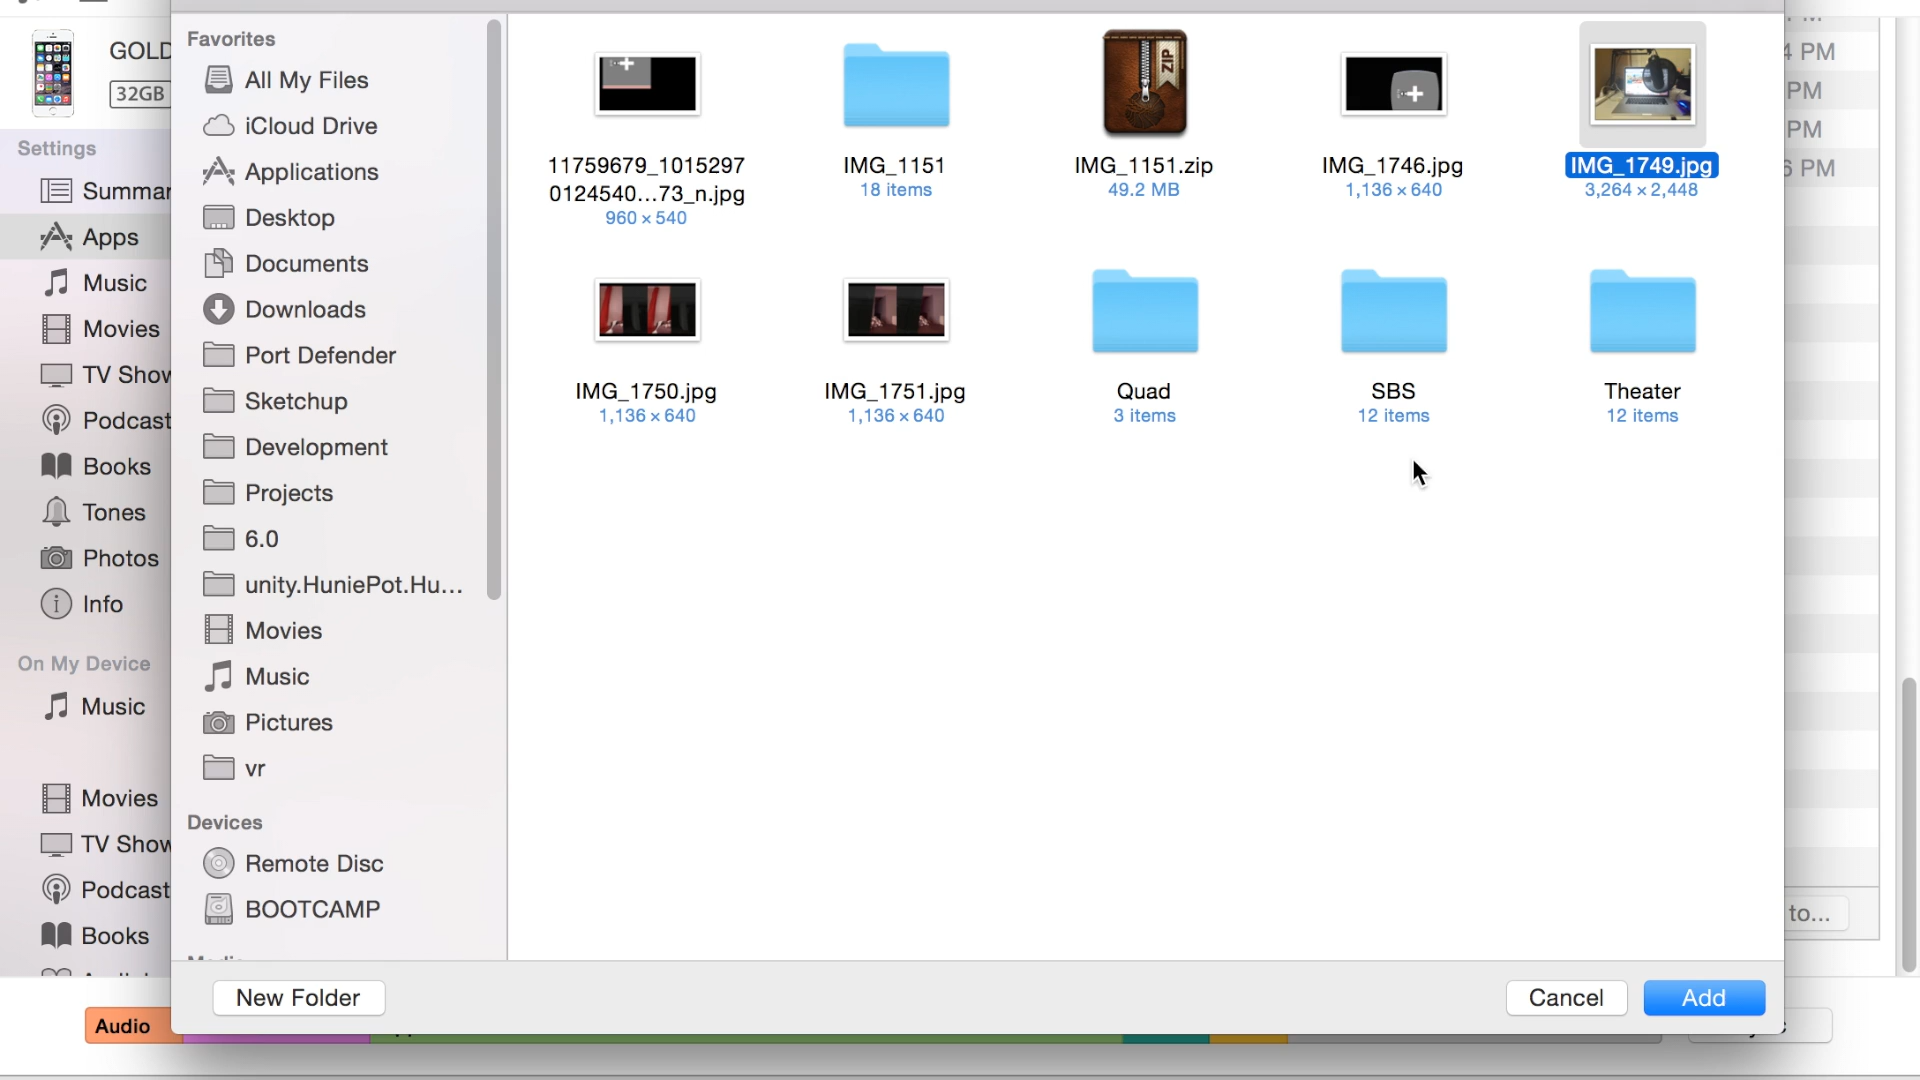 GOLD
32GB
Settings
Summar
Apps
Music
Movies
TV Show
Podcast
Books
Tones
Photos
Info
On My Device
Music
Movies
TV Show
Podcast
Books
Audio
Favorites
All My Files
iCloud Drive
Applications
Desktop
Documents
Downloads
Port Defender
Sketchup
Development
Projects
6.0
unity.HuniePot.Hu...
Movies
Music
Pictures
vr
Devices
Remote Disc
BOOTCAMP
11759679_1015297
0124540...73_n.jpg
960 × 540
IMG_1151
18 items
ZIP
IMG_1151.zip
49.2 MB
IMG_1746.jpg
1,136 × 640
IMG_1749.jpg
3,264 × 2,448
IMG_1750.jpg
1,136 × 640
IMG_1751.jpg
1,136 × 640
Quad
3 items
SBS
12 items
Theater
12 items
4 PM
PM
PM
6 PM
to...
New Folder
Cancel
Add